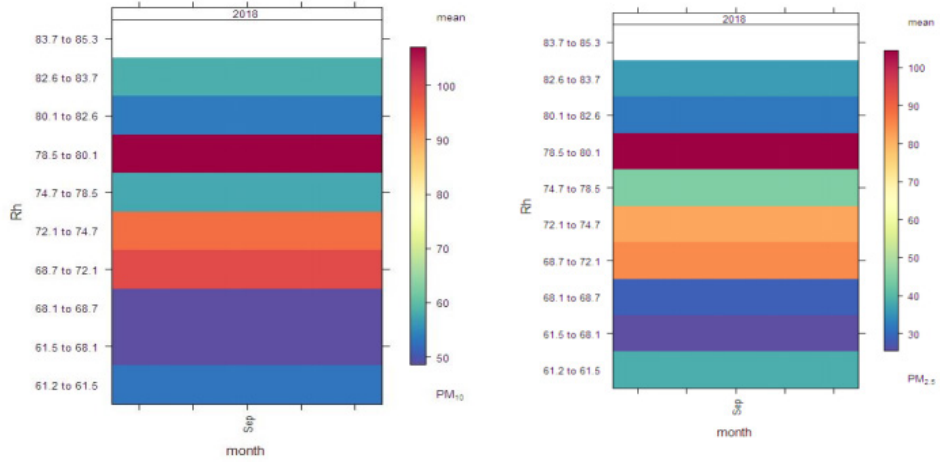 2018
mean
83.7 to 85.3
82.6 to 83.7
80.1 to 82.6
78.5 to 80.1
74.7 to 78.5
72.1 to 74.7
68.7 to 72.1
68.1 to 68.7
61.5 to 68.1
61.2 to 61.5
Rh
100
90
80
70
60
50
PM10
Sep
month
2018
mean
83.7 to 85.3
82.6 to 83.7
80.1 to 82.6
78.5 to 80.1
74.7 to 78.5
72.1 to 74.7
68.7 to 72.1
68.1 to 68.7
61.5 to 68.1
61.2 to 61.5
Rh
100
90
80
70
60
50
40
30
PM2.5
Sep
month